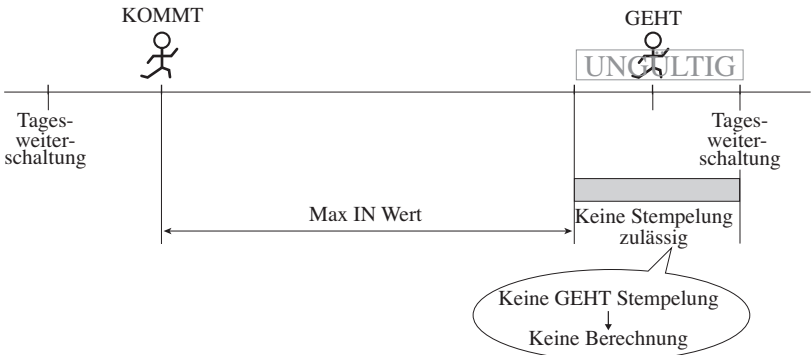 KOMMT
GEHT
UNGÜLTIG
Tages-
weiter-
schaltung
Tages-
weiter-
schaltung
Max IN Wert
Keine Stempelung
zulässig
Keine GEHT Stempelung
Keine Berechnung